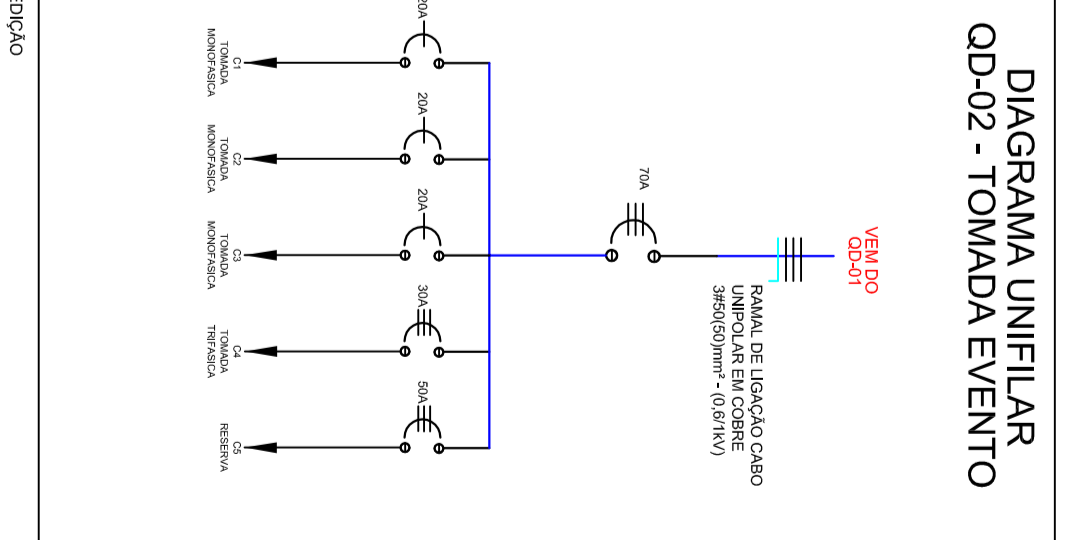 DIAGRAMA UNIFILAR
QD-02 - TOMADA EVENTO
VEM DO
QD-01
RAMAL DE LIGAÇÃO CABO
UNIPOLAR EM COBRE
3#50(50)mm² - (0,6/1kV)
70A
20A
20A
20A
30A
50A
C1
TOMADA
MONOFASICA
C2
TOMADA
MONOFASICA
C3
TOMADA
MONOFASICA
C4
TOMADA
TRIFASICA
C5
RESERVA
EDIÇÃO